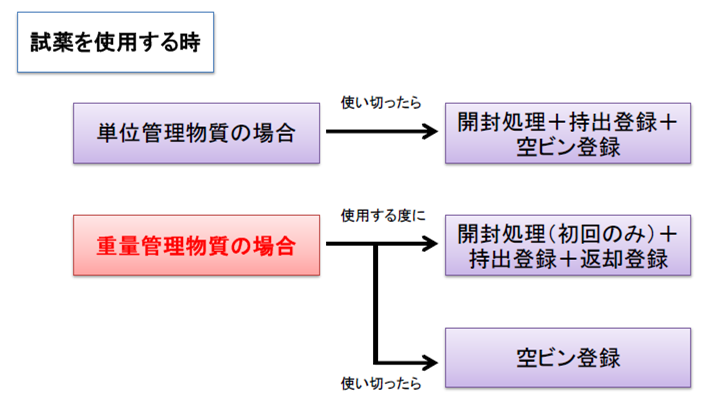 試薬を使用する時
使い切ったら
単位管理物質の場合
開封処理＋持出登録＋
空ビン登録
使用する度に
重量管理物質の場合
開封処理（初回のみ）＋
持出登録＋返却登録
空ビン登録
使い切ったら